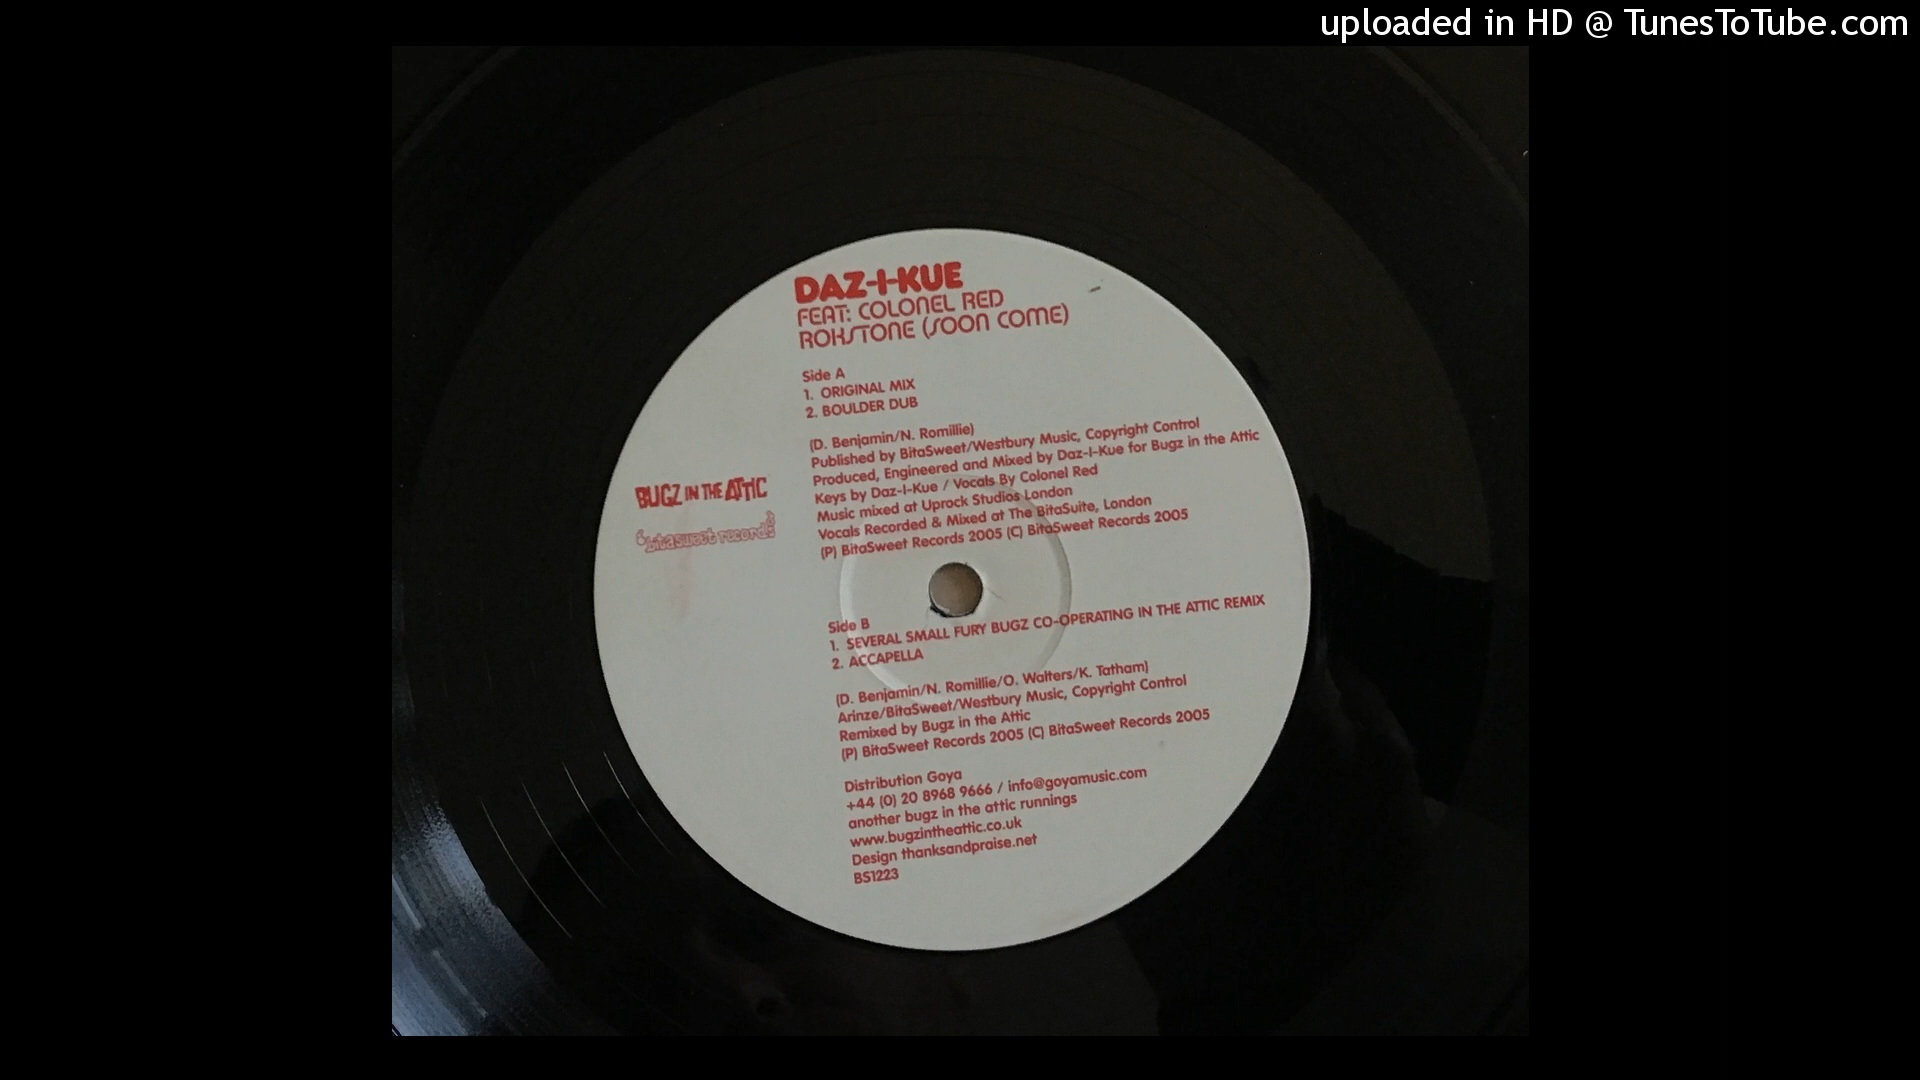 uploaded in HD @ TunesToTube.com
DAZ-I-KUE
FEAT: COLONEL RED
ROKSTONE (SOON COME)
Side A
1. ORIGINAL MIX
2. BOULDER DUB
(D. Benjamin/N. Romillie)
Published by BitaSweet/Westbury Music, Copyright Control
Produced, Engineered and Mixed by Daz-I-Kue for Bugz in the Attic
Keys by Daz-I-Kue / Vocals By Colonel Red
Music mixed at Uprock Studios London
Vocals Recorded & Mixed at The BitaSuite, London
(P) BitaSweet Records 2005 (C) BitaSweet Records 2005
BUGZ IN THE ATTIC
bitasweet records
Side B
1. SEVERAL SMALL FURY BUGZ CO-OPERATING IN THE ATTIC REMIX
2. ACCAPELLA
(D. Benjamin/N. Romillie/O. Walters/K. Tatham)
Arinze/BitaSweet/Westbury Music, Copyright Control
Remixed by Bugz in the Attic
(P) BitaSweet Records 2005 (C) BitaSweet Records 2005
Distribution Goya
+44 (0) 20 8968 9666 / info@goyamusic.com
another bugz in the attic runnings
www.bugzintheattic.co.uk
Design thanksandpraise.net
BS1223